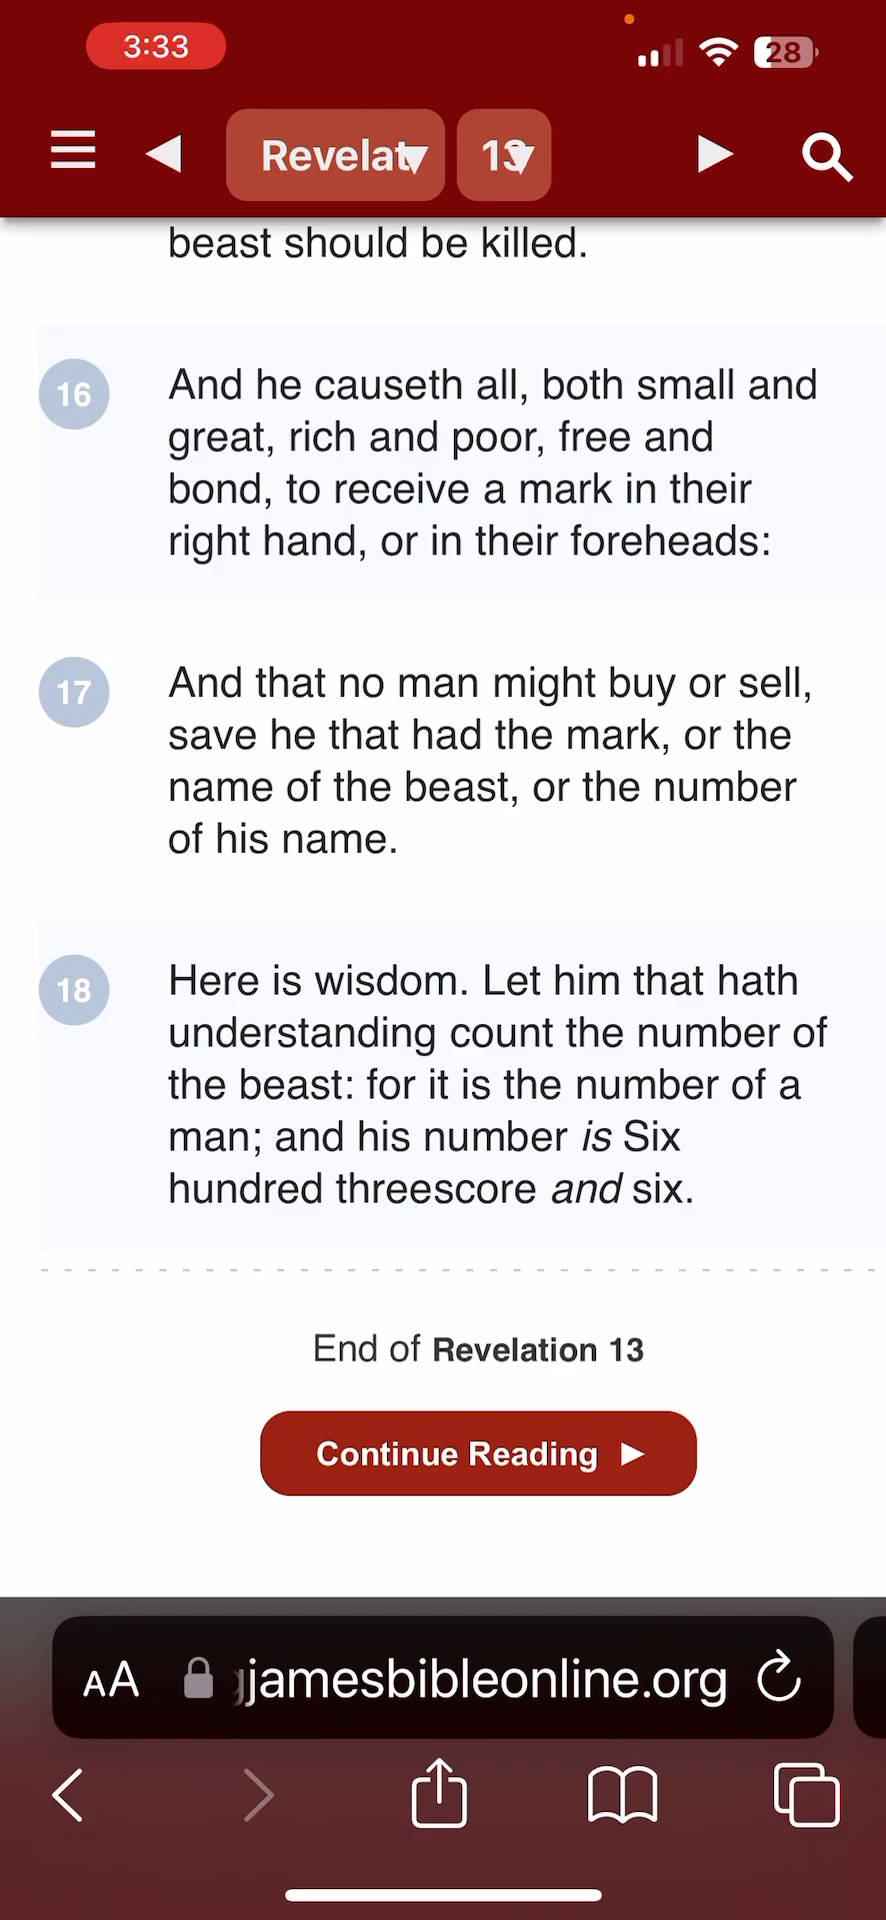 3:33
28
Revelat
13
beast should be killed.
16
And he causeth all, both small and
great, rich and poor, free and
bond, to receive a mark in their
right hand, or in their foreheads:
17
And that no man might buy or sell,
save he that had the mark, or the
name of the beast, or the number
of his name.
18
Here is wisdom. Let him that hath
understanding count the number of
the beast: for it is the number of a
man; and his number is Six
hundred threescore and six.
End of Revelation 13
Continue Reading
AA
jamesbibleonline.org